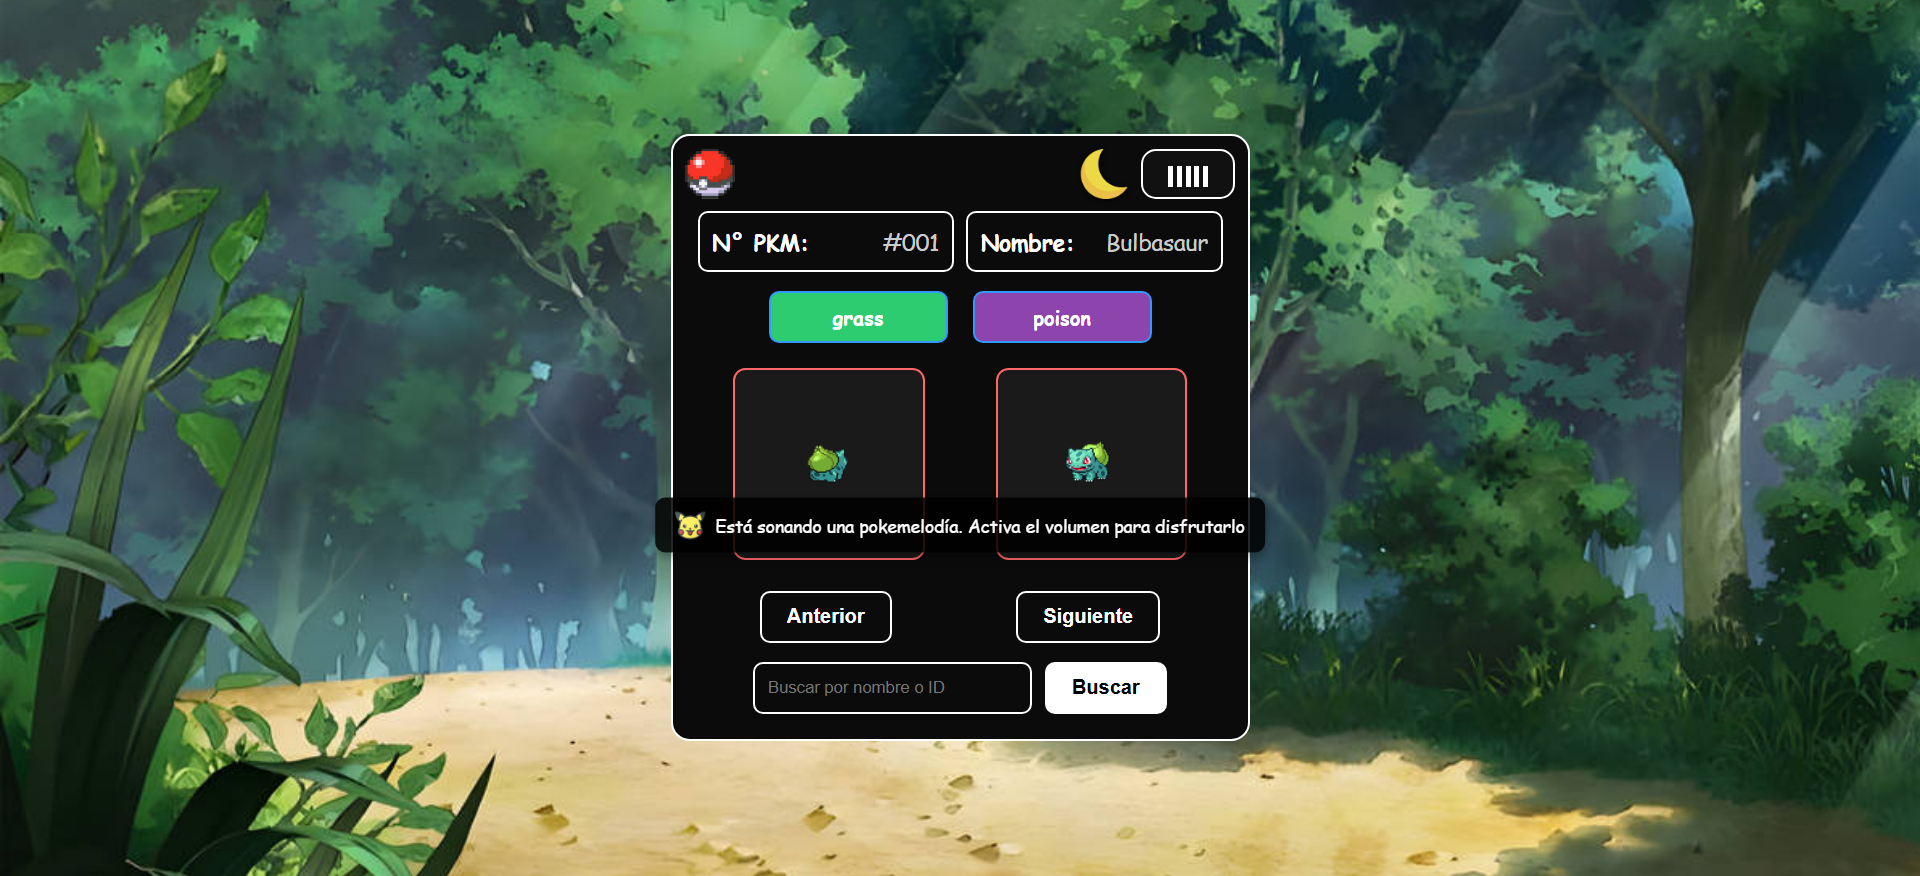 N° PKM: #001
Nombre: Bulbasaur
grass
poison
Está sonando una pokemelodía. Activa el volumen para disfrutarlo
Anterior
Siguiente
Buscar por nombre o ID
Buscar